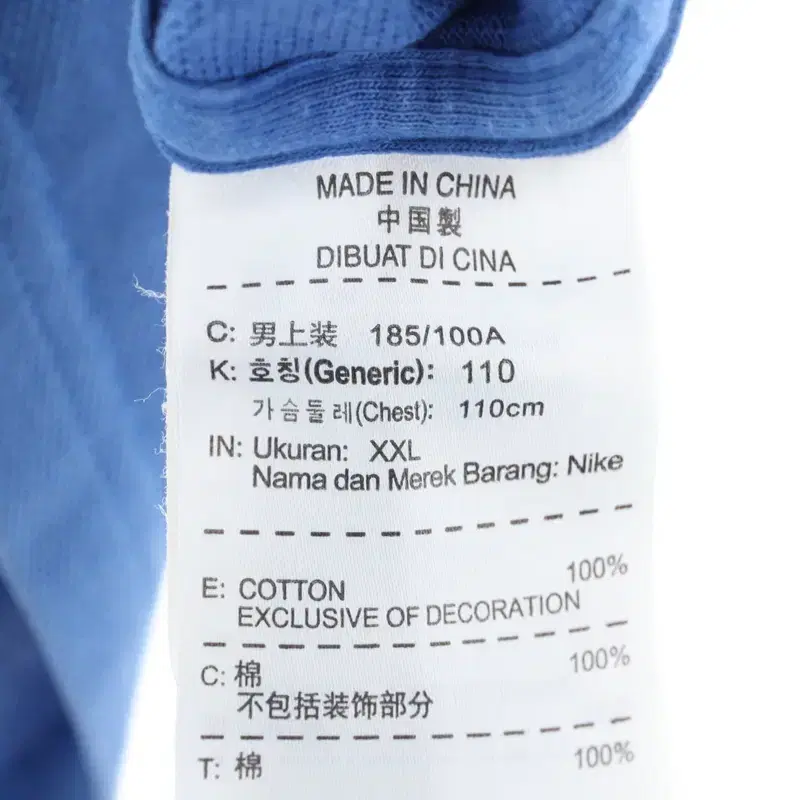 MADE IN CHINA
中国製
DIBUAT DI CINA
C: 男上装 185/100A
K: 호칭(Generic): 110
가슴둘레(Chest): 110cm
IN: Ukuran: XXL
Nama dan Merek Barang: Nike
E: COTTON 100%
EXCLUSIVE OF DECORATION
C: 棉 100%
不包括装饰部分
T: 棉 100%